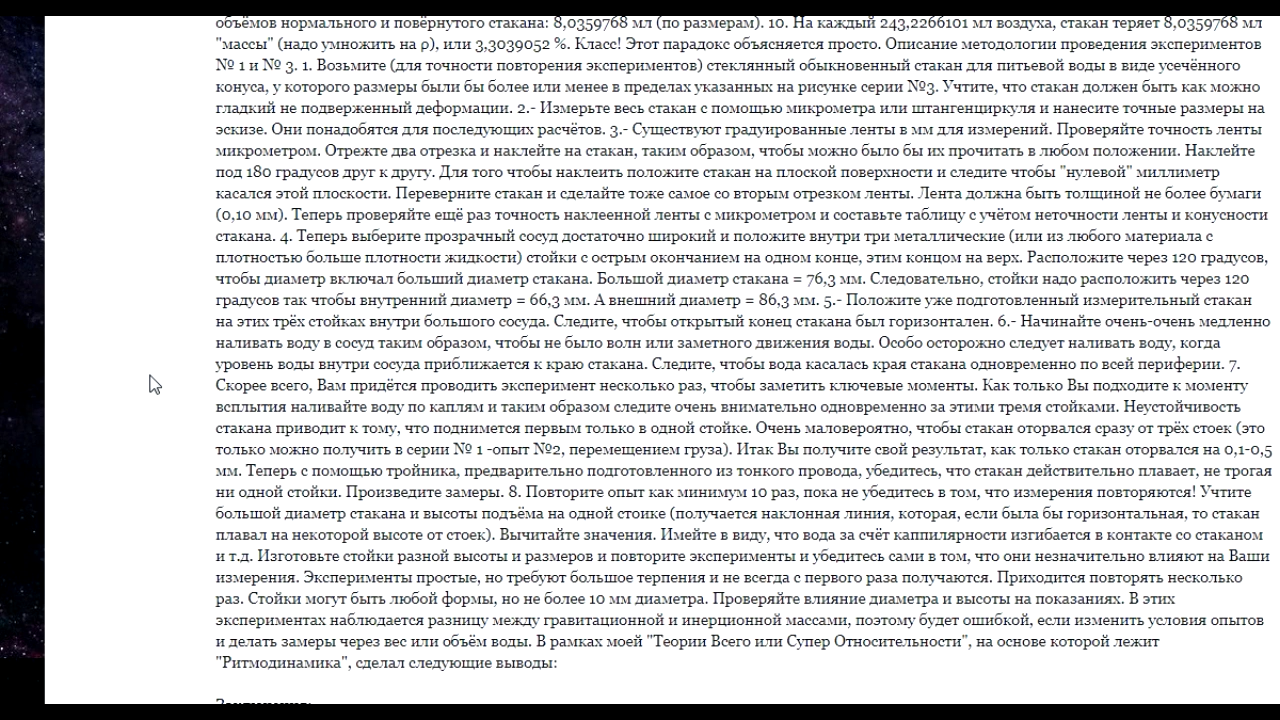 объёмов нормального и повёрнутого стакана: 8,0359768 мл (по размерам). 10. На каждый 243,2266101 мл воздуха, стакан теряет 8,0359768 мл
"массы" (надо умножить на ρ), или 3,3039052 %. Класс! Этот парадокс объясняется просто. Описание методологии проведения экспериментов
№ 1 и № 3. 1. Возьмите (для точности повторения экспериментов) стеклянный обыкновенный стакан для питьевой воды в виде усечённого
конуса, у которого размеры были бы более или менее в пределах указанных на рисунке серии №3. Учтите, что стакан должен быть как можно
гладкий не подверженный деформации. 2.- Измерьте весь стакан с помощью микрометра или штангенциркуля и нанесите точные размеры на
эскизе. Они понадобятся для последующих расчётов. 3.- Существуют градуированные ленты в мм для измерений. Проверяйте точность ленты
микрометром. Отрежте два отрезка и наклейте на стакан, таким образом, чтобы можно было бы их прочитать в любом положении. Наклейте
под 180 градусов друг к другу. Для того чтобы наклеить положите стакан на плоской поверхности и следите чтобы "нулевой" миллиметр
касался этой плоскости. Переверните стакан и сделайте тоже самое со вторым отрезком ленты. Лента должна быть толщиной не более бумаги
(0,10 мм). Теперь проверяйте ещё раз точность наклеенной ленты с микрометром и составьте таблицу с учётом неточности ленты и конусности
стакана. 4. Теперь выберите прозрачный сосуд достаточно широкий и положите внутри три металлические (или из любого материала с
плотностью больше плотности жидкости) стойки с острым окончанием на одном конце, этим концом на верх. Расположите через 120 градусов,
чтобы диаметр включал больший диаметр стакана. Большой диаметр стакана = 76,3 мм. Следовательно, стойки надо расположить через 120
градусов так чтобы внутренний диаметр = 66,3 мм. А внешний диаметр = 86,3 мм. 5.- Положите уже подготовленный измерительный стакан
на этих трёх стойках внутри большого сосуда. Следите, чтобы открытый конец стакана был горизонтален. 6.- Начинайте очень-очень медленно
наливать воду в сосуд таким образом, чтобы не было волн или заметного движения воды. Особо осторожно следует наливать воду, когда
уровень воды внутри сосуда приближается к краю стакана. Следите, чтобы вода касалась края стакана одновременно по всей периферии. 7.
Скорее всего, Вам придётся проводить эксперимент несколько раз, чтобы заметить ключевые моменты. Как только Вы подходите к моменту
всплытия наливайте воду по каплям и таким образом следите очень внимательно одновременно за этими тремя стойками. Неустойчивость
стакана приводит к тому, что поднимется первым только в одной стойке. Очень маловероятно, чтобы стакан оторвался сразу от трёх стоек (это
только можно получить в серии № 1 -опыт №2, перемещением груза). Итак Вы получите свой результат, как только стакан оторвался на 0,1-0,5
мм. Теперь с помощью тройника, предварительно подготовленного из тонкого провода, убедитесь, что стакан действительно плавает, не трогая
ни одной стойки. Произведите замеры. 8. Повторите опыт как минимум 10 раз, пока не убедитесь в том, что измерения повторяются! Учтите
большой диаметр стакана и высоты подъёма на одной стоике (получается наклонная линия, которая, если была бы горизонтальная, то стакан
плавал на некоторой высоте от стоек). Вычитайте значения. Имейте в виду, что вода за счёт каппилярности изгибается в контакте со стаканом
и т.д. Изготовьте стойки разной высоты и размеров и повторите эксперименты и убедитесь сами в том, что они незначительно влияют на Ваши
измерения. Эксперименты простые, но требуют большое терпения и не всегда с первого раза получаются. Приходится повторять несколько
раз. Стойки могут быть любой формы, но не более 10 мм диаметра. Проверяйте влияние диаметра и высоты на показаниях. В этих
экспериментах наблюдается разницу между гравитационной и инерционной массами, поэтому будет ошибкой, если изменить условия опытов
и делать замеры через вес или объём воды. В рамках моей "Теории Всего или Супер Относительности", на основе которой лежит
"Ритмодинамика", сделал следующие выводы: